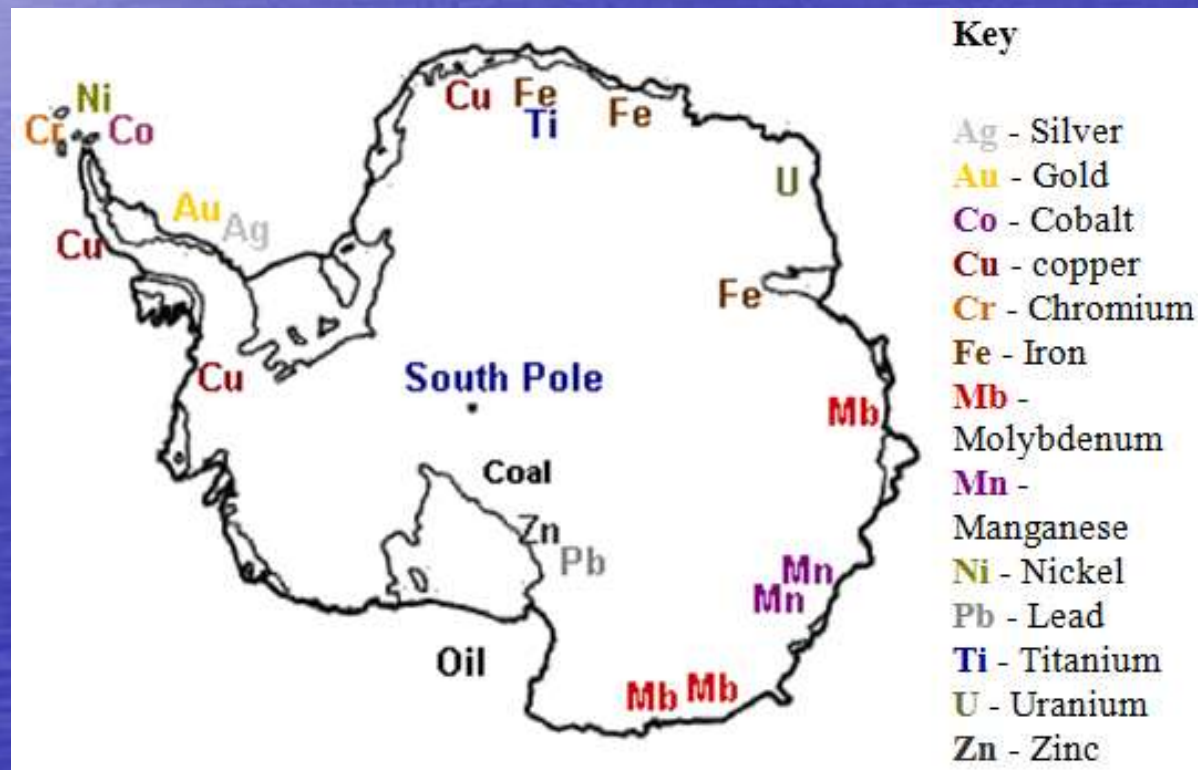 Key
Ag - Silver
Au - Gold
Co - Cobalt
Cu - copper
Cr - Chromium
Fe - Iron
Mb -
Molybdenum
Mn -
Manganese
Ni - Nickel
Pb - Lead
Ti - Titanium
U - Uranium
Zn - Zinc
Ni
Cr Co
Cu Fe
Ti Fe
U
Au
Ag
Cu
Fe
Cu
South Pole
Mb
Coal
Zn
Pb
Mn
Mn
Oil
Mb Mb